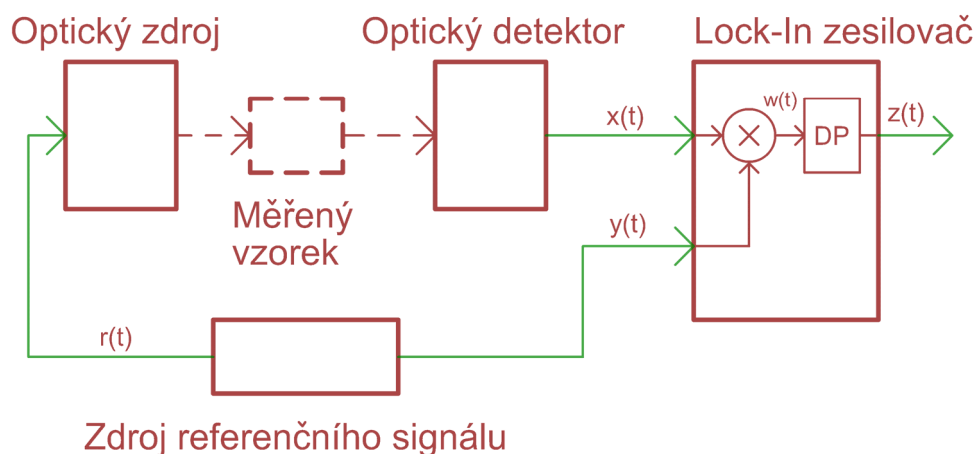 Optický zdroj
Optický detektor
Lock-In zesilovač
x(t)
w(t)
DP
z(t)
Měřený
vzorek
y(t)
r(t)
Zdroj referenčního signálu